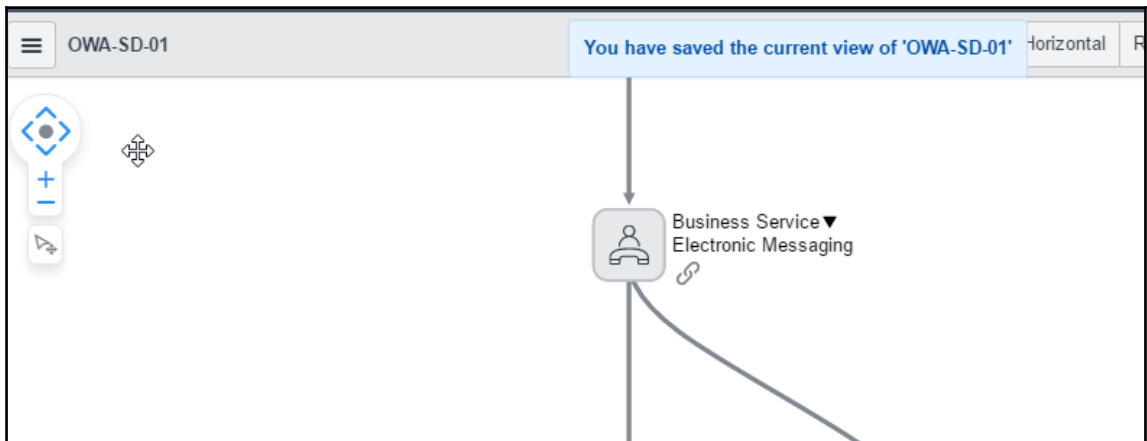 OWA-SD-01
You have saved the current view of 'OWA-SD-01'
Horizontal
R
Business Service▼
Electronic Messaging